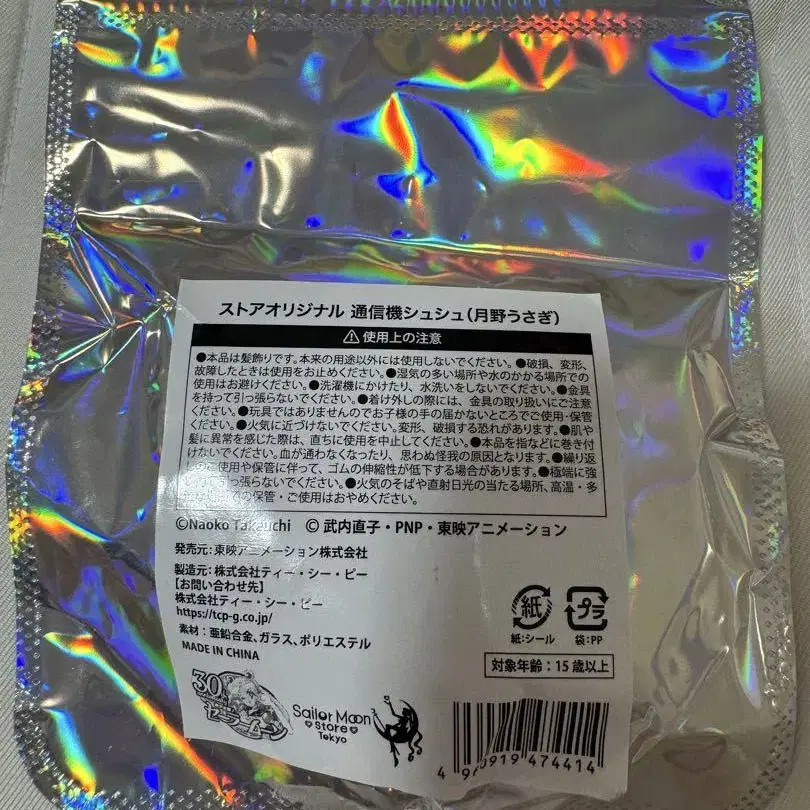 ストアオリジナル 通信機シュシュ(月野うさぎ)
⚠使用上の注意
●本品は髪飾りです。本来の用途以外には使用しないでください。●破損、変形、
故障したときは使用をお止めください。●湿気の多い場所や水のかかる場所での
使用はお避けください。●洗濯機にかけたり、水洗いをしないでください。●金具
を持って引っ張らないでください。●着け外しの際には、金具の取り扱いにご注意
ください。●玩具ではありませんのでお子様の手の届かないところでご使用・保管
ください。●火気に近づけないでください。変形、破損する恐れがあります。●肌や
髪に異常を感じた際は、直ちに使用を中止してください。●本品を指などに巻き付
けないでください。血が通わなくなったり、思わぬ怪我の原因となります。●繰り返
しのご使用や保管に伴って、ゴムの伸縮性が低下する場合があります。●極端に強
く引っ張らないでください。●火気のそばや直射日光の当たる場所、高温・多
な場所での保管・ご使用はおやめください。
©Naoko Takeuchi © 武内直子・PNP・東映アニメーション
発売元:東映アニメーション株式会社
製造元: 株式会社ティー・シー・ピー
【お問い合わせ先】
株式会社ティー・シー・ピー
https://tcp-g.co.jp/
素材:亜鉛合金、ガラス、ポリエステル
MADE IN CHINA
紙
紙:シール
プラ
袋:PP
対象年齢:15歳以上
30
セーラームーン
Sailor Moon
Store
Tokyo
4 9 0919 474414